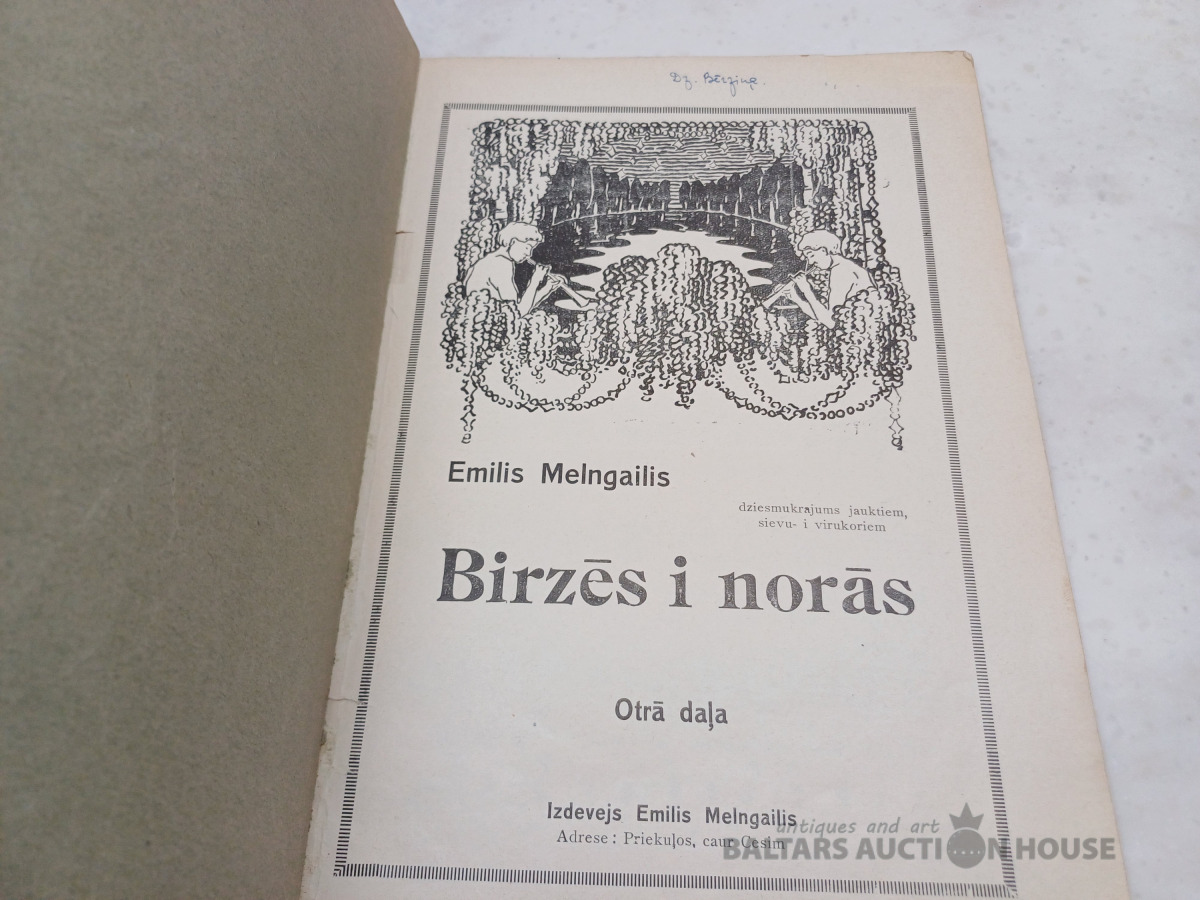 Dz. Bērziņa.
Emilis Melngailis
dziesmukrajums jauktiem,
sievu- i virukoriem
Birzēs i norās
Otrā daļa
Izdevejs Emilis Melngailis
Adrese: Priekuļos, caur Cesim
antiques and art
BALTARS AUCTION HOUSE